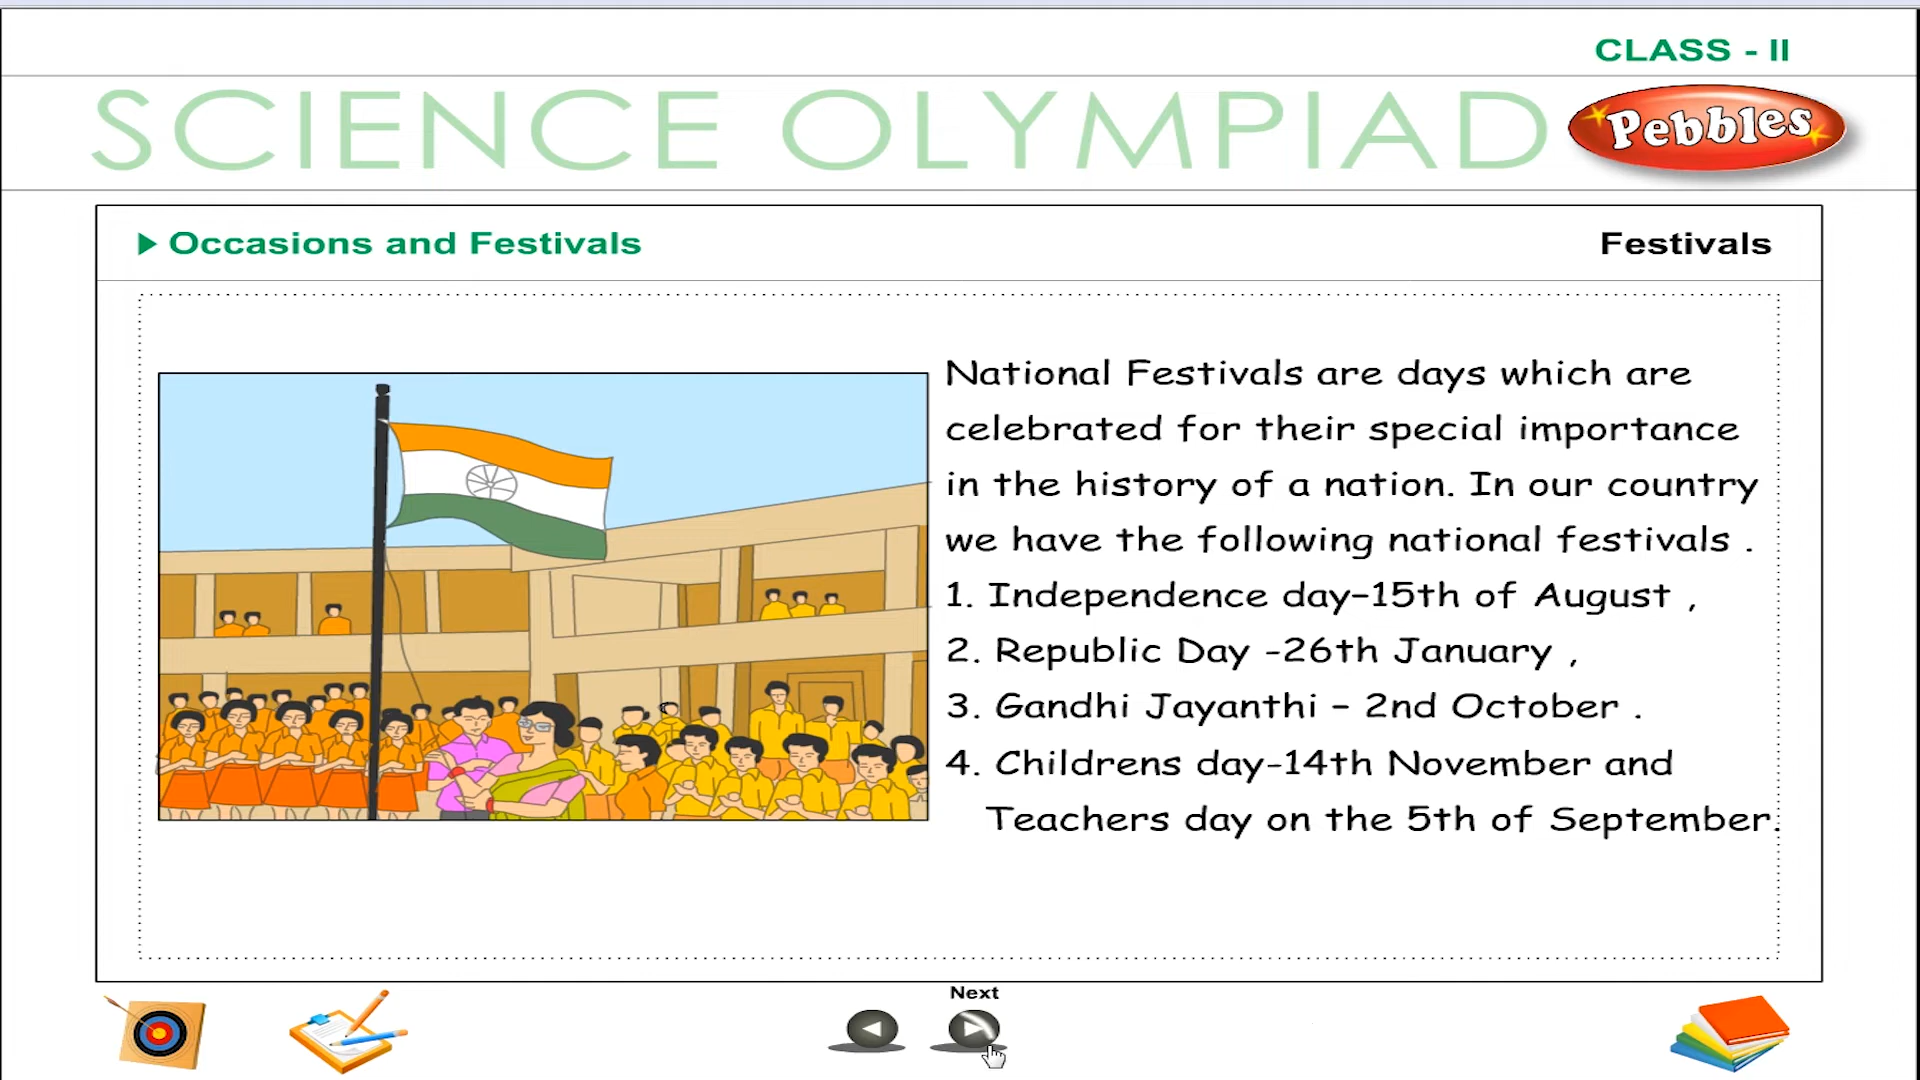 CLASS - II
SCIENCE OLYMPIAD
Pebbles
Occasions and Festivals
Festivals
National Festivals are days which are
celebrated for their special importance
in the history of a nation. In our country
we have the following national festivals .
1. Independence day–15th of August ,
2. Republic Day -26th January ,
3. Gandhi Jayanthi – 2nd October .
4. Childrens day-14th November and
Teachers day on the 5th of September.
Next